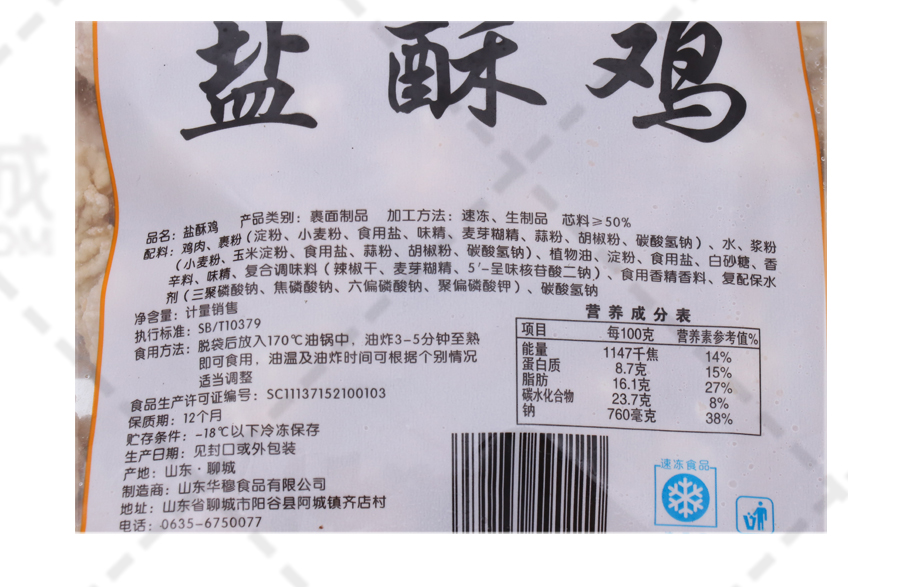 盐酥鸡
品名：盐酥鸡 产品类别：裹面制品 加工方法：速冻、生制品 芯料≥50%
配料：鸡肉、裹粉（淀粉、小麦粉、食用盐、味精、麦芽糊精、蒜粉、胡椒粉、碳酸氢钠）、水、浆粉
（小麦粉、玉米淀粉、食用盐、蒜粉、胡椒粉、碳酸氢钠）、植物油、淀粉、食用盐、白砂糖、香
辛料、味精、复合调味料（辣椒干、麦芽糊精、5′-呈味核苷酸二钠）、食用香精香料、复配保水
剂（三聚磷酸钠、焦磷酸钠、六偏磷酸钠、聚偏磷酸钾）、碳酸氢钠
净含量：计量销售
执行标准：SB/T10379
食用方法：脱袋后放入170℃油锅中，油炸3-5分钟至熟
即可食用，油温及油炸时间可根据个别情况
适当调整
食品生产许可证编号：SC11137152100103
保质期：12个月
贮存条件：-18℃以下冷冻保存
生产日期：见封口或外包装
产地：山东·聊城
制造商：山东华穆食品有限公司
地址：山东省聊城市阳谷县阿城镇齐店村
电话：0635-6750077
营养成分表
项目 每100克 营养素参考值%
能量 1147千焦 14%
蛋白质 8.7克 15%
脂肪 16.1克 27%
碳水化合物 23.7克 8%
钠 760毫克 38%
速冻食品